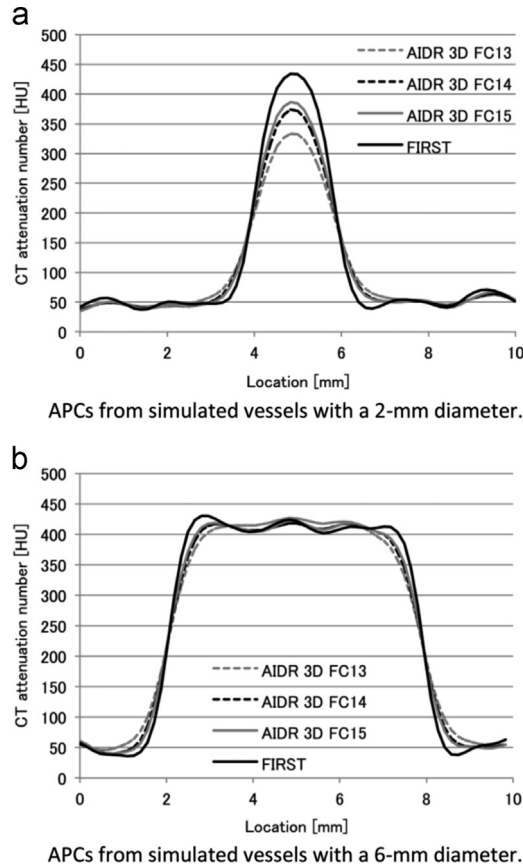 a
500
450
400
350
300
250
200
150
100
50
0
CT attenuation number [HU]
AIDR 3D FC13
AIDR 3D FC14
AIDR 3D FC15
FIRST
0 2 4 6 8 10
Location [mm]
APCs from simulated vessels with a 2-mm diameter.
b
500
450
400
350
300
250
200
150
100
50
0
CT attenuation number [HU]
AIDR 3D FC13
AIDR 3D FC14
AIDR 3D FC15
FIRST
0 2 4 6 8 10
Location [mm]
APCs from simulated vessels with a 6-mm diameter.